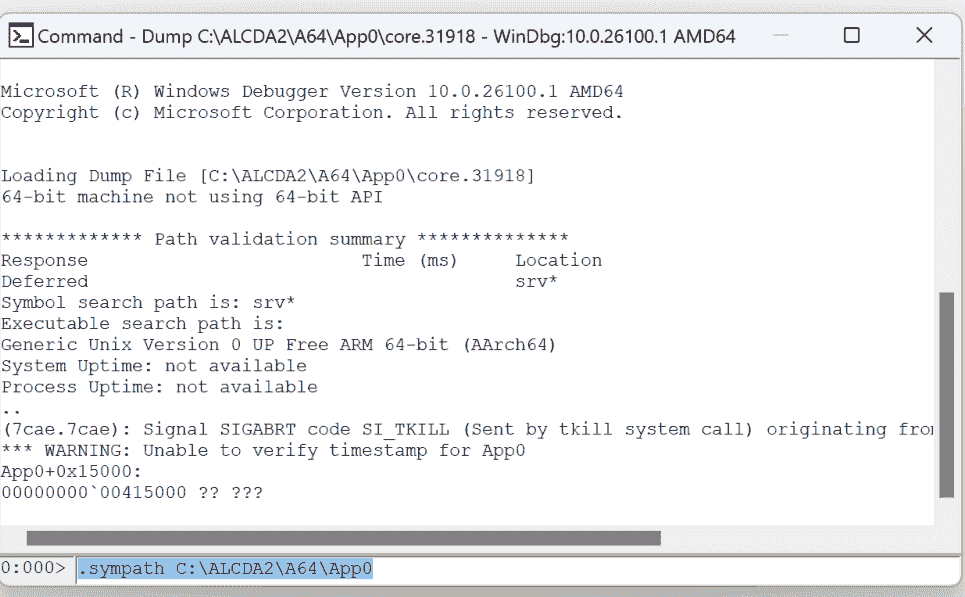 Command - Dump C:\ALCDA2\A64\App0\core.31918 - WinDbg:10.0.26100.1 AMD64
Microsoft (R) Windows Debugger Version 10.0.26100.1 AMD64
Copyright (c) Microsoft Corporation. All rights reserved.
Loading Dump File [C:\ALCDA2\A64\App0\core.31918]
64-bit machine not using 64-bit API
************* Path validation summary **************
Response Time (ms) Location
Deferred srv*
Symbol search path is: srv*
Executable search path is:
Generic Unix Version 0 UP Free ARM 64-bit (AArch64)
System Uptime: not available
Process Uptime: not available
..
(7cae.7cae): Signal SIGABRT code SI_TKILL (Sent by tkill system call) originating fro
*** WARNING: Unable to verify timestamp for App0
App0+0x15000:
00000000`00415000 ?? ???
0:000> .sympath C:\ALCDA2\A64\App0